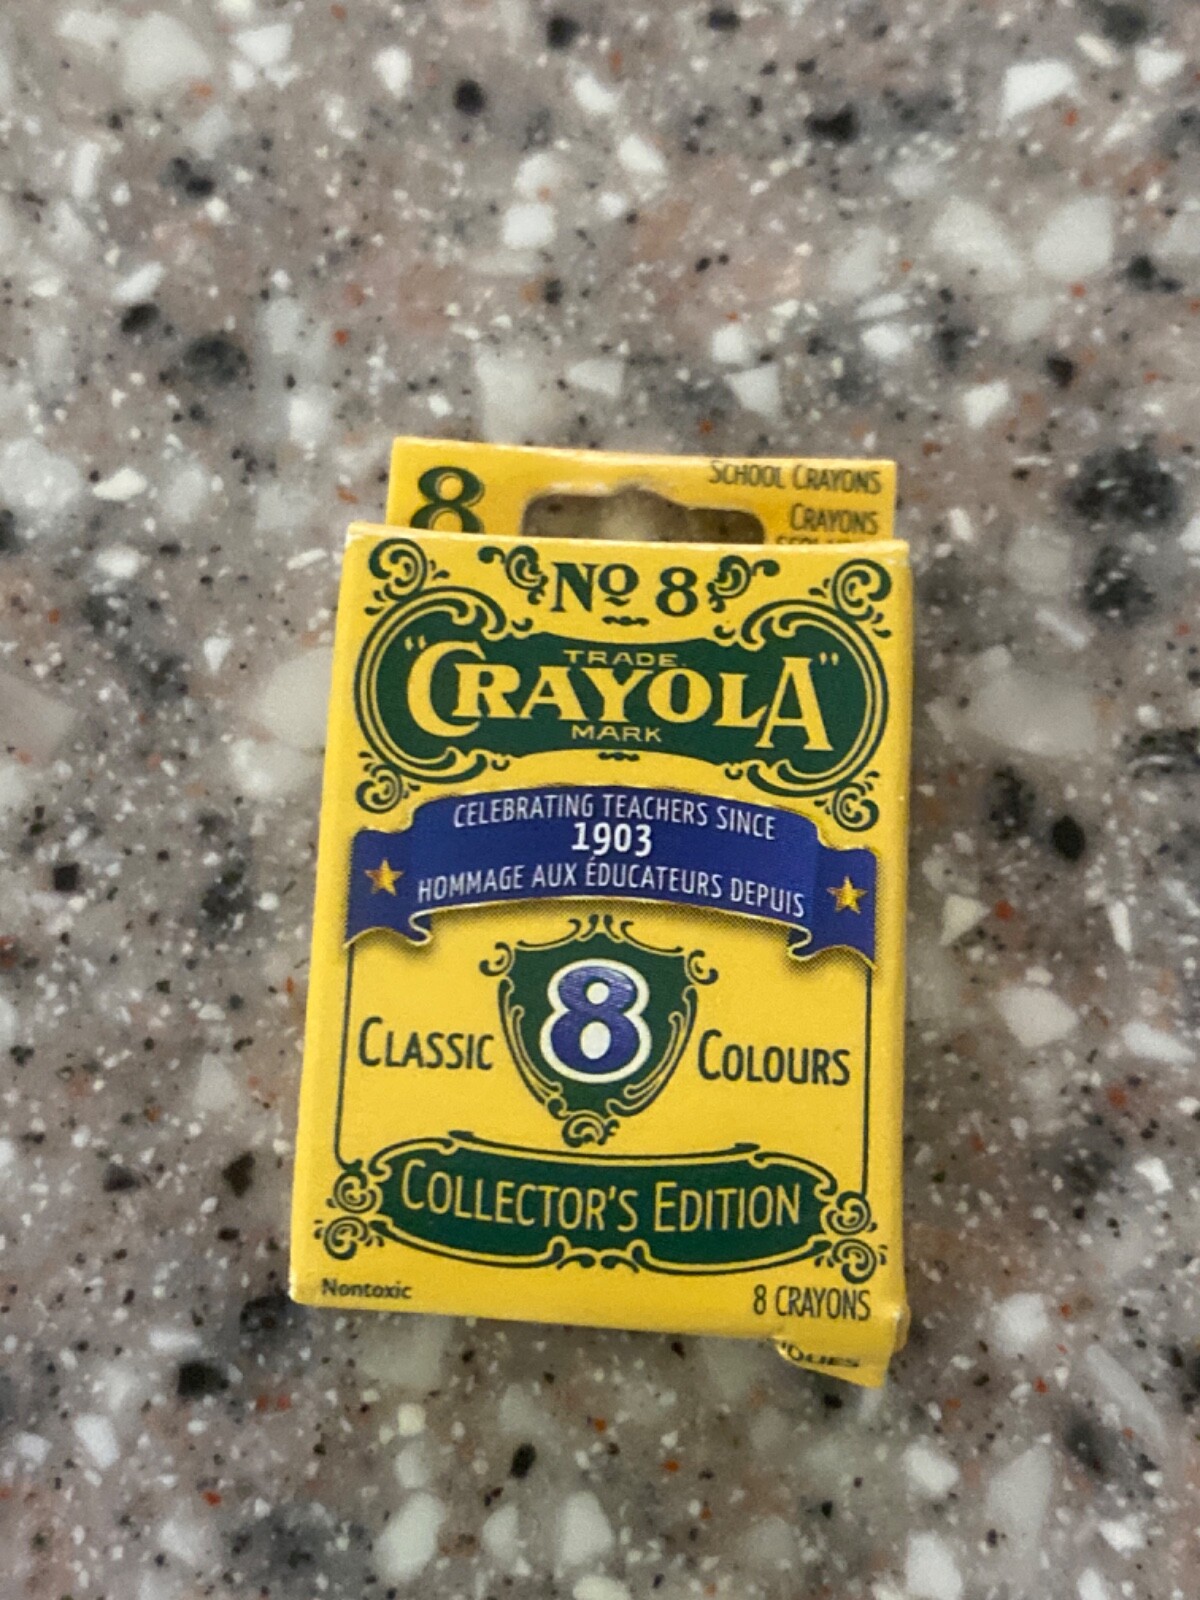 8
SCHOOL CRAYONS
CRAYONS
Nº 8
"CRAYOLA"
TRADE
MARK
CELEBRATING TEACHERS SINCE
1903
HOMMAGE AUX ÉDUCATEURS DEPUIS
CLASSIC 8 COLOURS
COLLECTOR'S EDITION
Nontoxic
8 CRAYONS